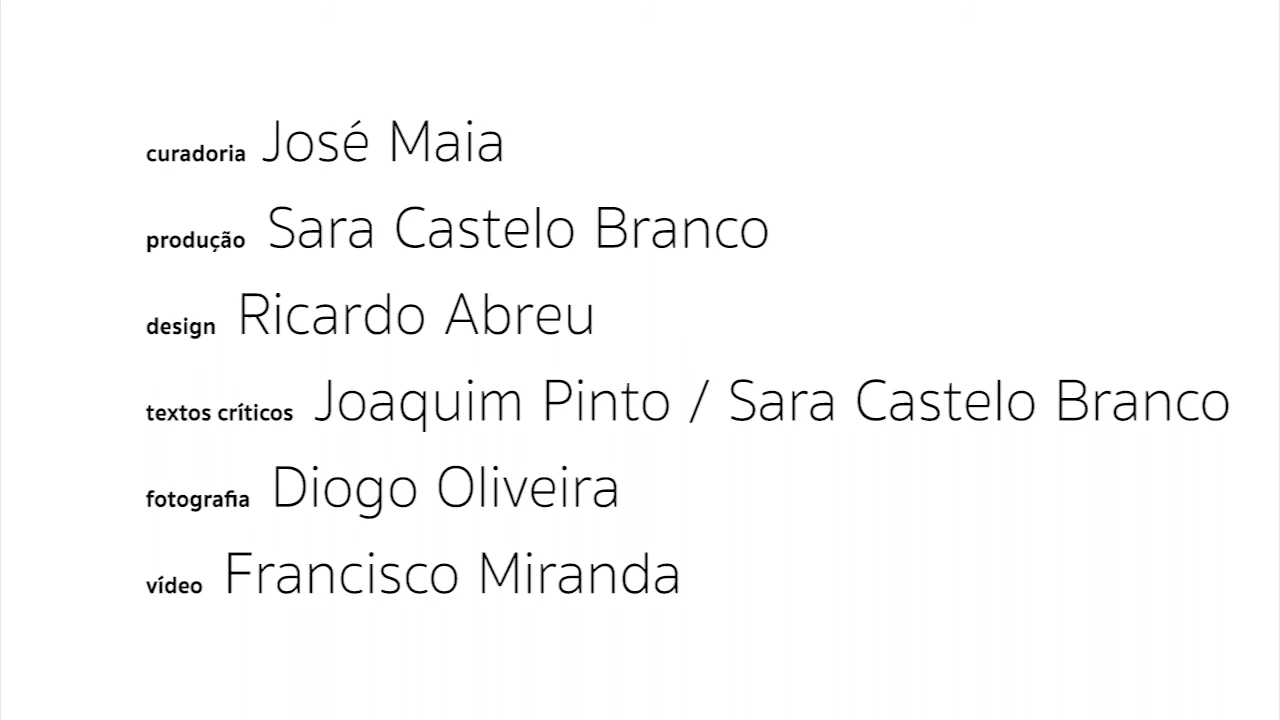 curadoria José Maia
produção Sara Castelo Branco
design Ricardo Abreu
textos críticos Joaquim Pinto / Sara Castelo Branco
fotografia Diogo Oliveira
vídeo Francisco Miranda